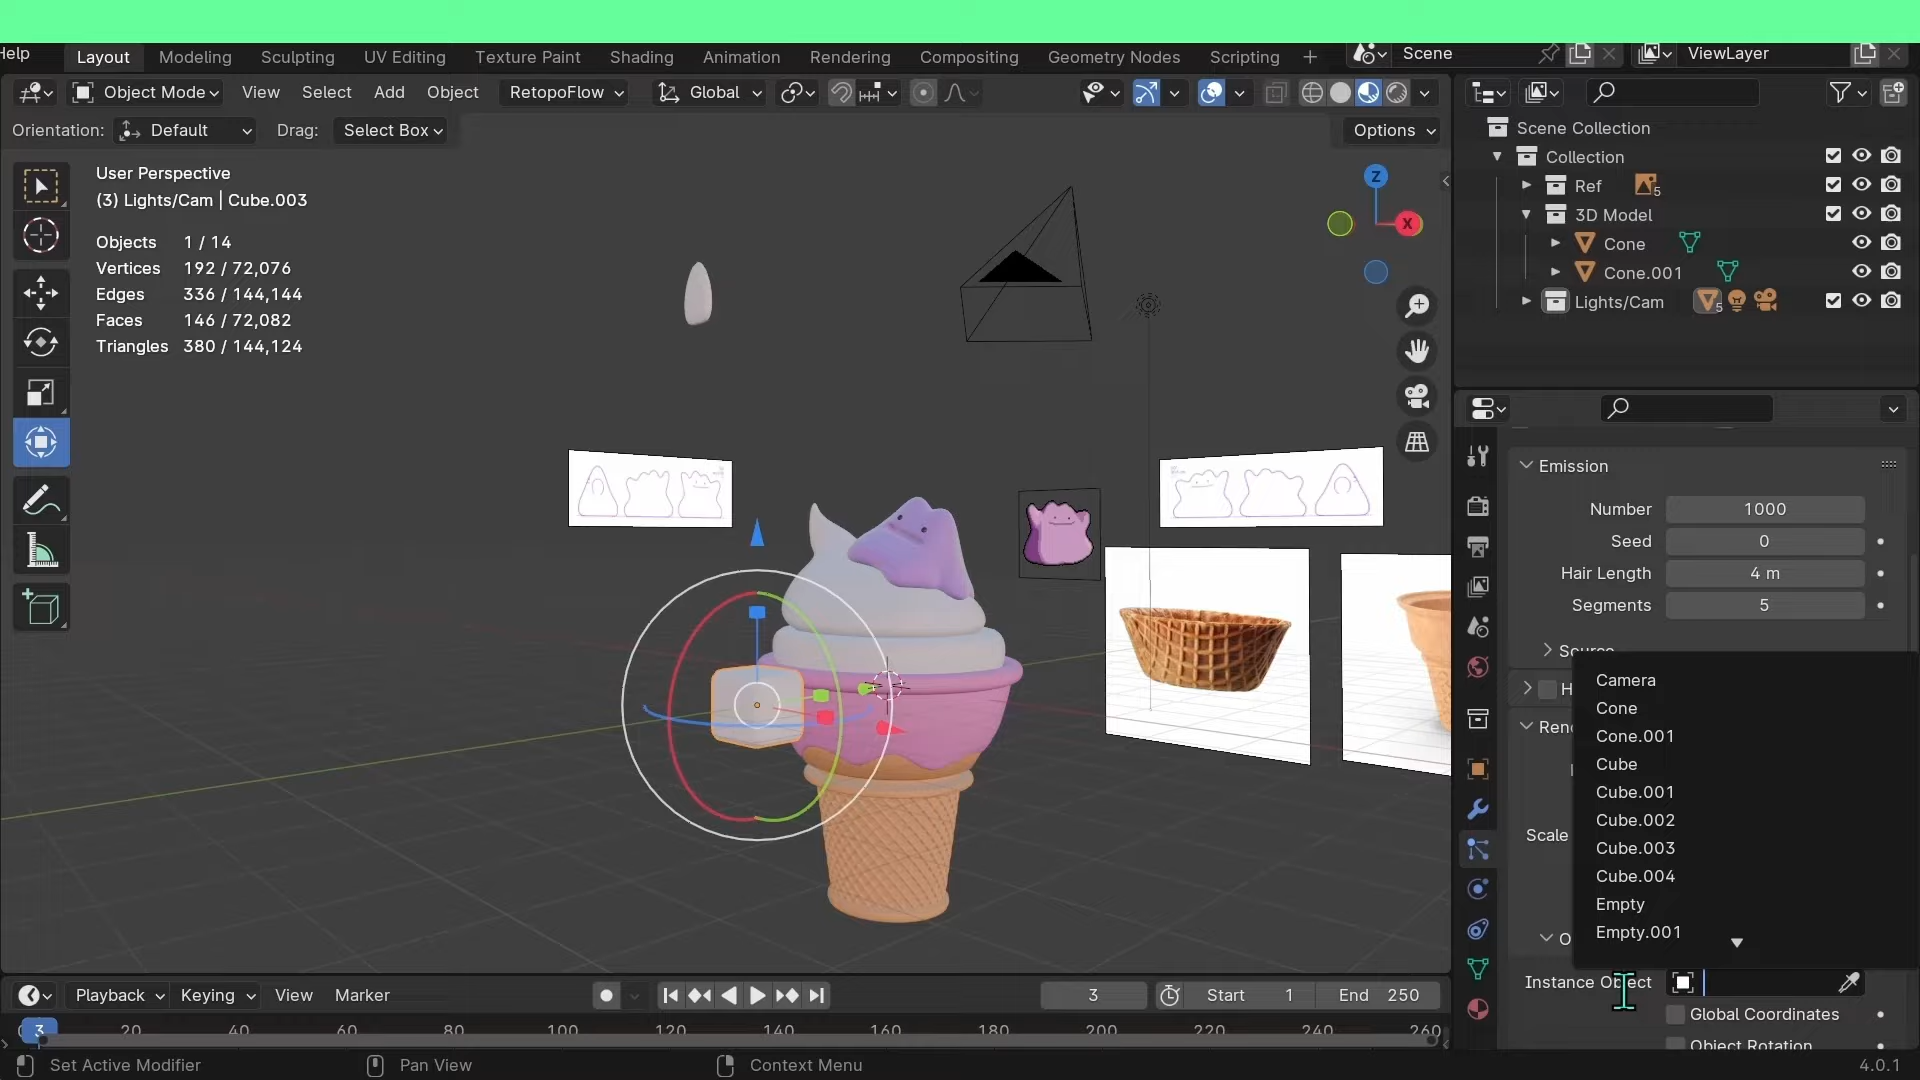 Help
Layout
Modeling
Sculpting
UV Editing
Texture Paint
Shading
Animation
Rendering
Compositing
Geometry Nodes
Scripting
+
Scene
ViewLayer
Object Mode
View
Select
Add
Object
RetopoFlow
Global
Orientation:
Default
Drag:
Select Box
Options
User Perspective
(3) Lights/Cam | Cube.003
Objects 1 / 14
Vertices 192 / 72,076
Edges 336 / 144,144
Faces 146 / 72,082
Triangles 380 / 144,124
Z
X
Scene Collection
Collection
Ref 5
3D Model
Cone
Cone.001
Lights/Cam 5
Emission
Number 1000
Seed 0
Hair Length 4 m
Segments 5
Source
H
Ren
Scale
O
Camera
Cone
Cone.001
Cube
Cube.001
Cube.002
Cube.003
Cube.004
Empty
Empty.001
Instance Object
Global Coordinates
Object Rotation
Playback
Keying
View
Marker
3
Start 1
End 250
3 20 40 60 80 100 120 140 160 180 200 220 240 260
Set Active Modifier
Pan View
Context Menu
4.0.1